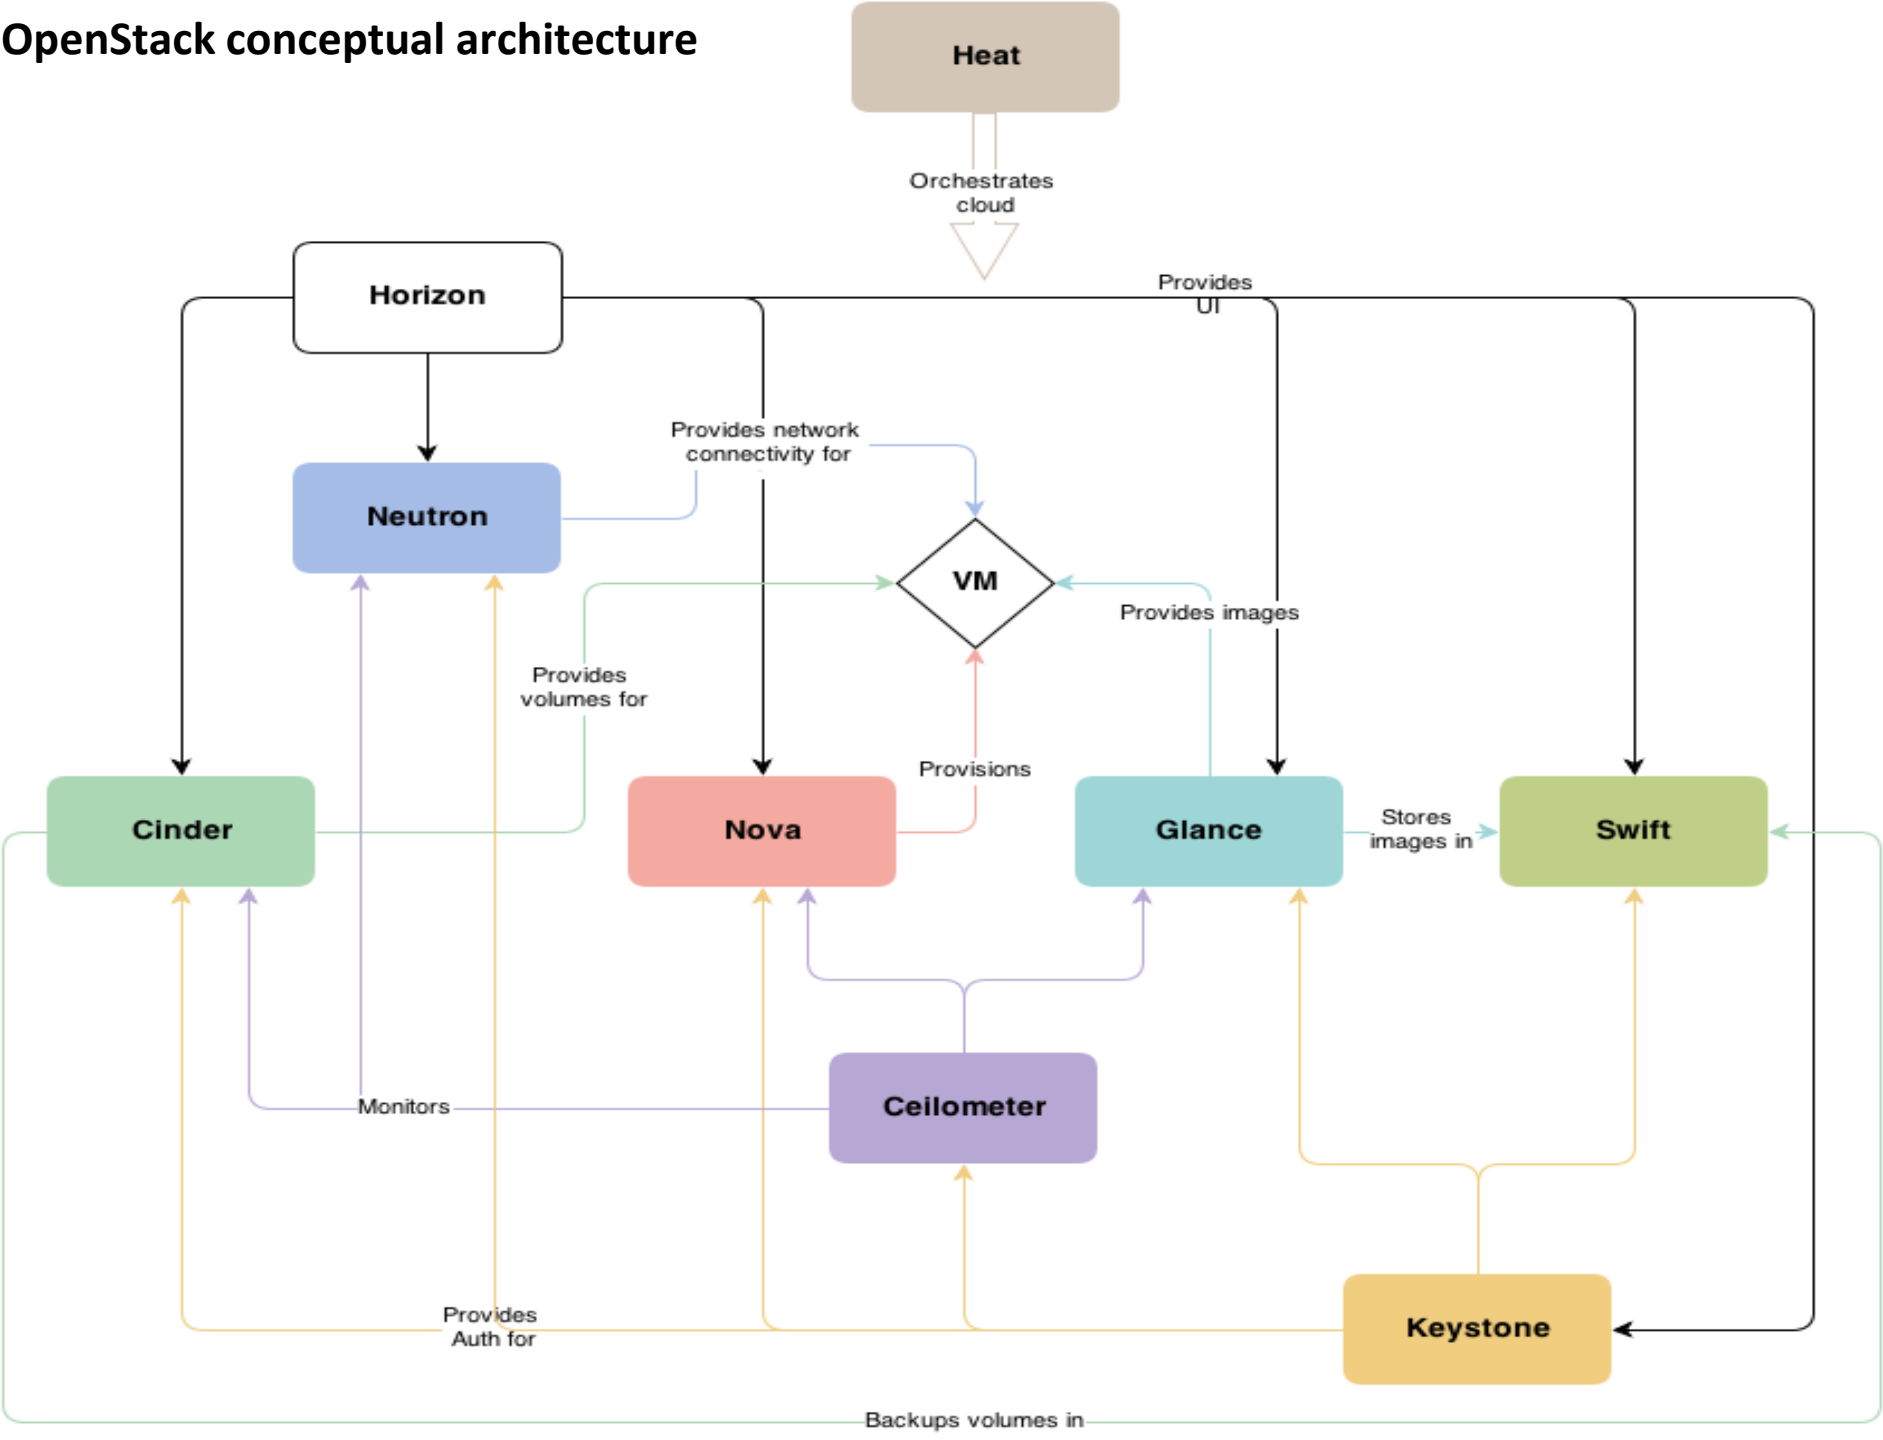 OpenStack conceptual architecture
Heat
Orchestrates
cloud
Horizon
Provides
UI
Provides network
connectivity for
Neutron
VM
Provides images
Provides
volumes for
Provisions
Cinder
Nova
Glance
Stores
images in
Swift
Monitors
Ceilometer
Provides
Auth for
Keystone
Backups volumes in